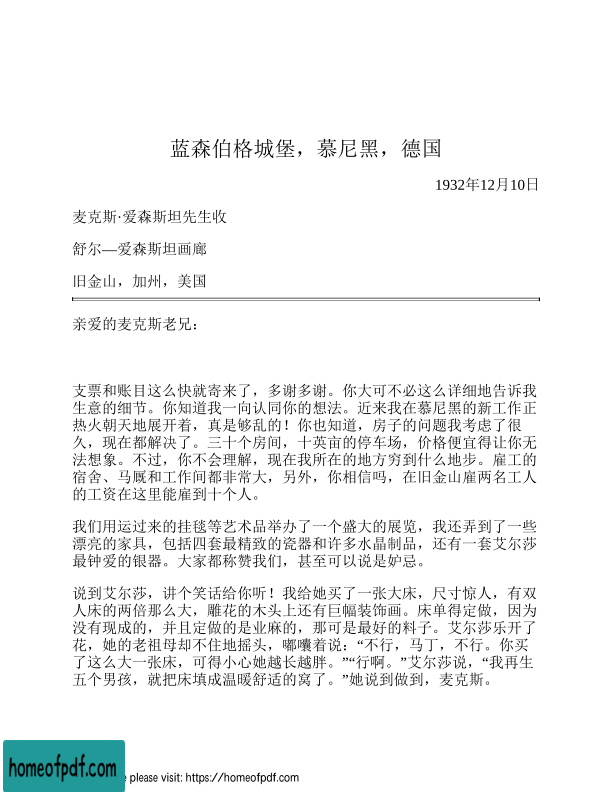 蓝森伯格城堡，慕尼黑，德国
1932年12月10日
麦克斯·爱森斯坦先生收
舒尔—爱森斯坦画廊
旧金山，加州，美国
亲爱的麦克斯老兄：
支票和账目这么快就寄来了，多谢多谢。你大可不必这么详细地告诉我
生意的细节。你知道我一向认同你的想法。近来我在慕尼黑的新工作正
热火朝天地展开着，真是够乱的！你也知道，房子的问题我考虑了很
久，现在都解决了。三十个房间，十英亩的停车场，价格便宜得让你无
法想象。不过，你不会理解，现在我所在的地方穷到什么地步。雇工的
宿舍、马厩和工作间都非常大，另外，你相信吗，在旧金山雇两名工人
的工资在这里能雇到十个人。
我们用运过来的挂毯等艺术品举办了一个盛大的展览，我还弄到了一些
漂亮的家具，包括四套最精致的瓷器和许多水晶制品，还有一套艾尔莎
最钟爱的银器。大家都称赞我们，甚至可以说是妒忌。
说到艾尔莎，讲个笑话给你听！我给她买了一张大床，尺寸惊人，有双
人床的两倍那么大，雕花的木头上还有巨幅装饰画。床单得定做，因为
没有现成的，并且定做的是亚麻的，那可是最好的料子。艾尔莎乐开了
花，她的老祖母却不住地摇头，嘟囔着说：“不行，马丁，不行。你买
了这么大一张床，可得小心她越长越胖。”“行啊。”艾尔莎说，“我再生
五个男孩，就把床填成温暖舒适的窝了。”她说到做到，麦克斯。
homeofpdf.com
e please visit: https://homeofpdf.com